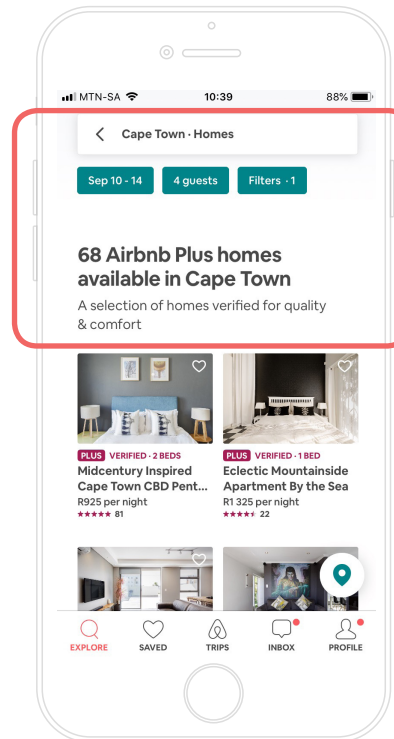 MTN-SA 10:39 88%
Cape Town · Homes
Sep 10 - 14 4 guests Filters · 1
68 Airbnb Plus homes
available in Cape Town
A selection of homes verified for quality
& comfort
PLUS VERIFIED · 2 BEDS
Midcentury Inspired
Cape Town CBD Pent...
R925 per night
81
PLUS VERIFIED · 1 BED
Eclectic Mountainside
Apartment By the Sea
R1 325 per night
22
EXPLORE SAVED TRIPS INBOX PROFILE